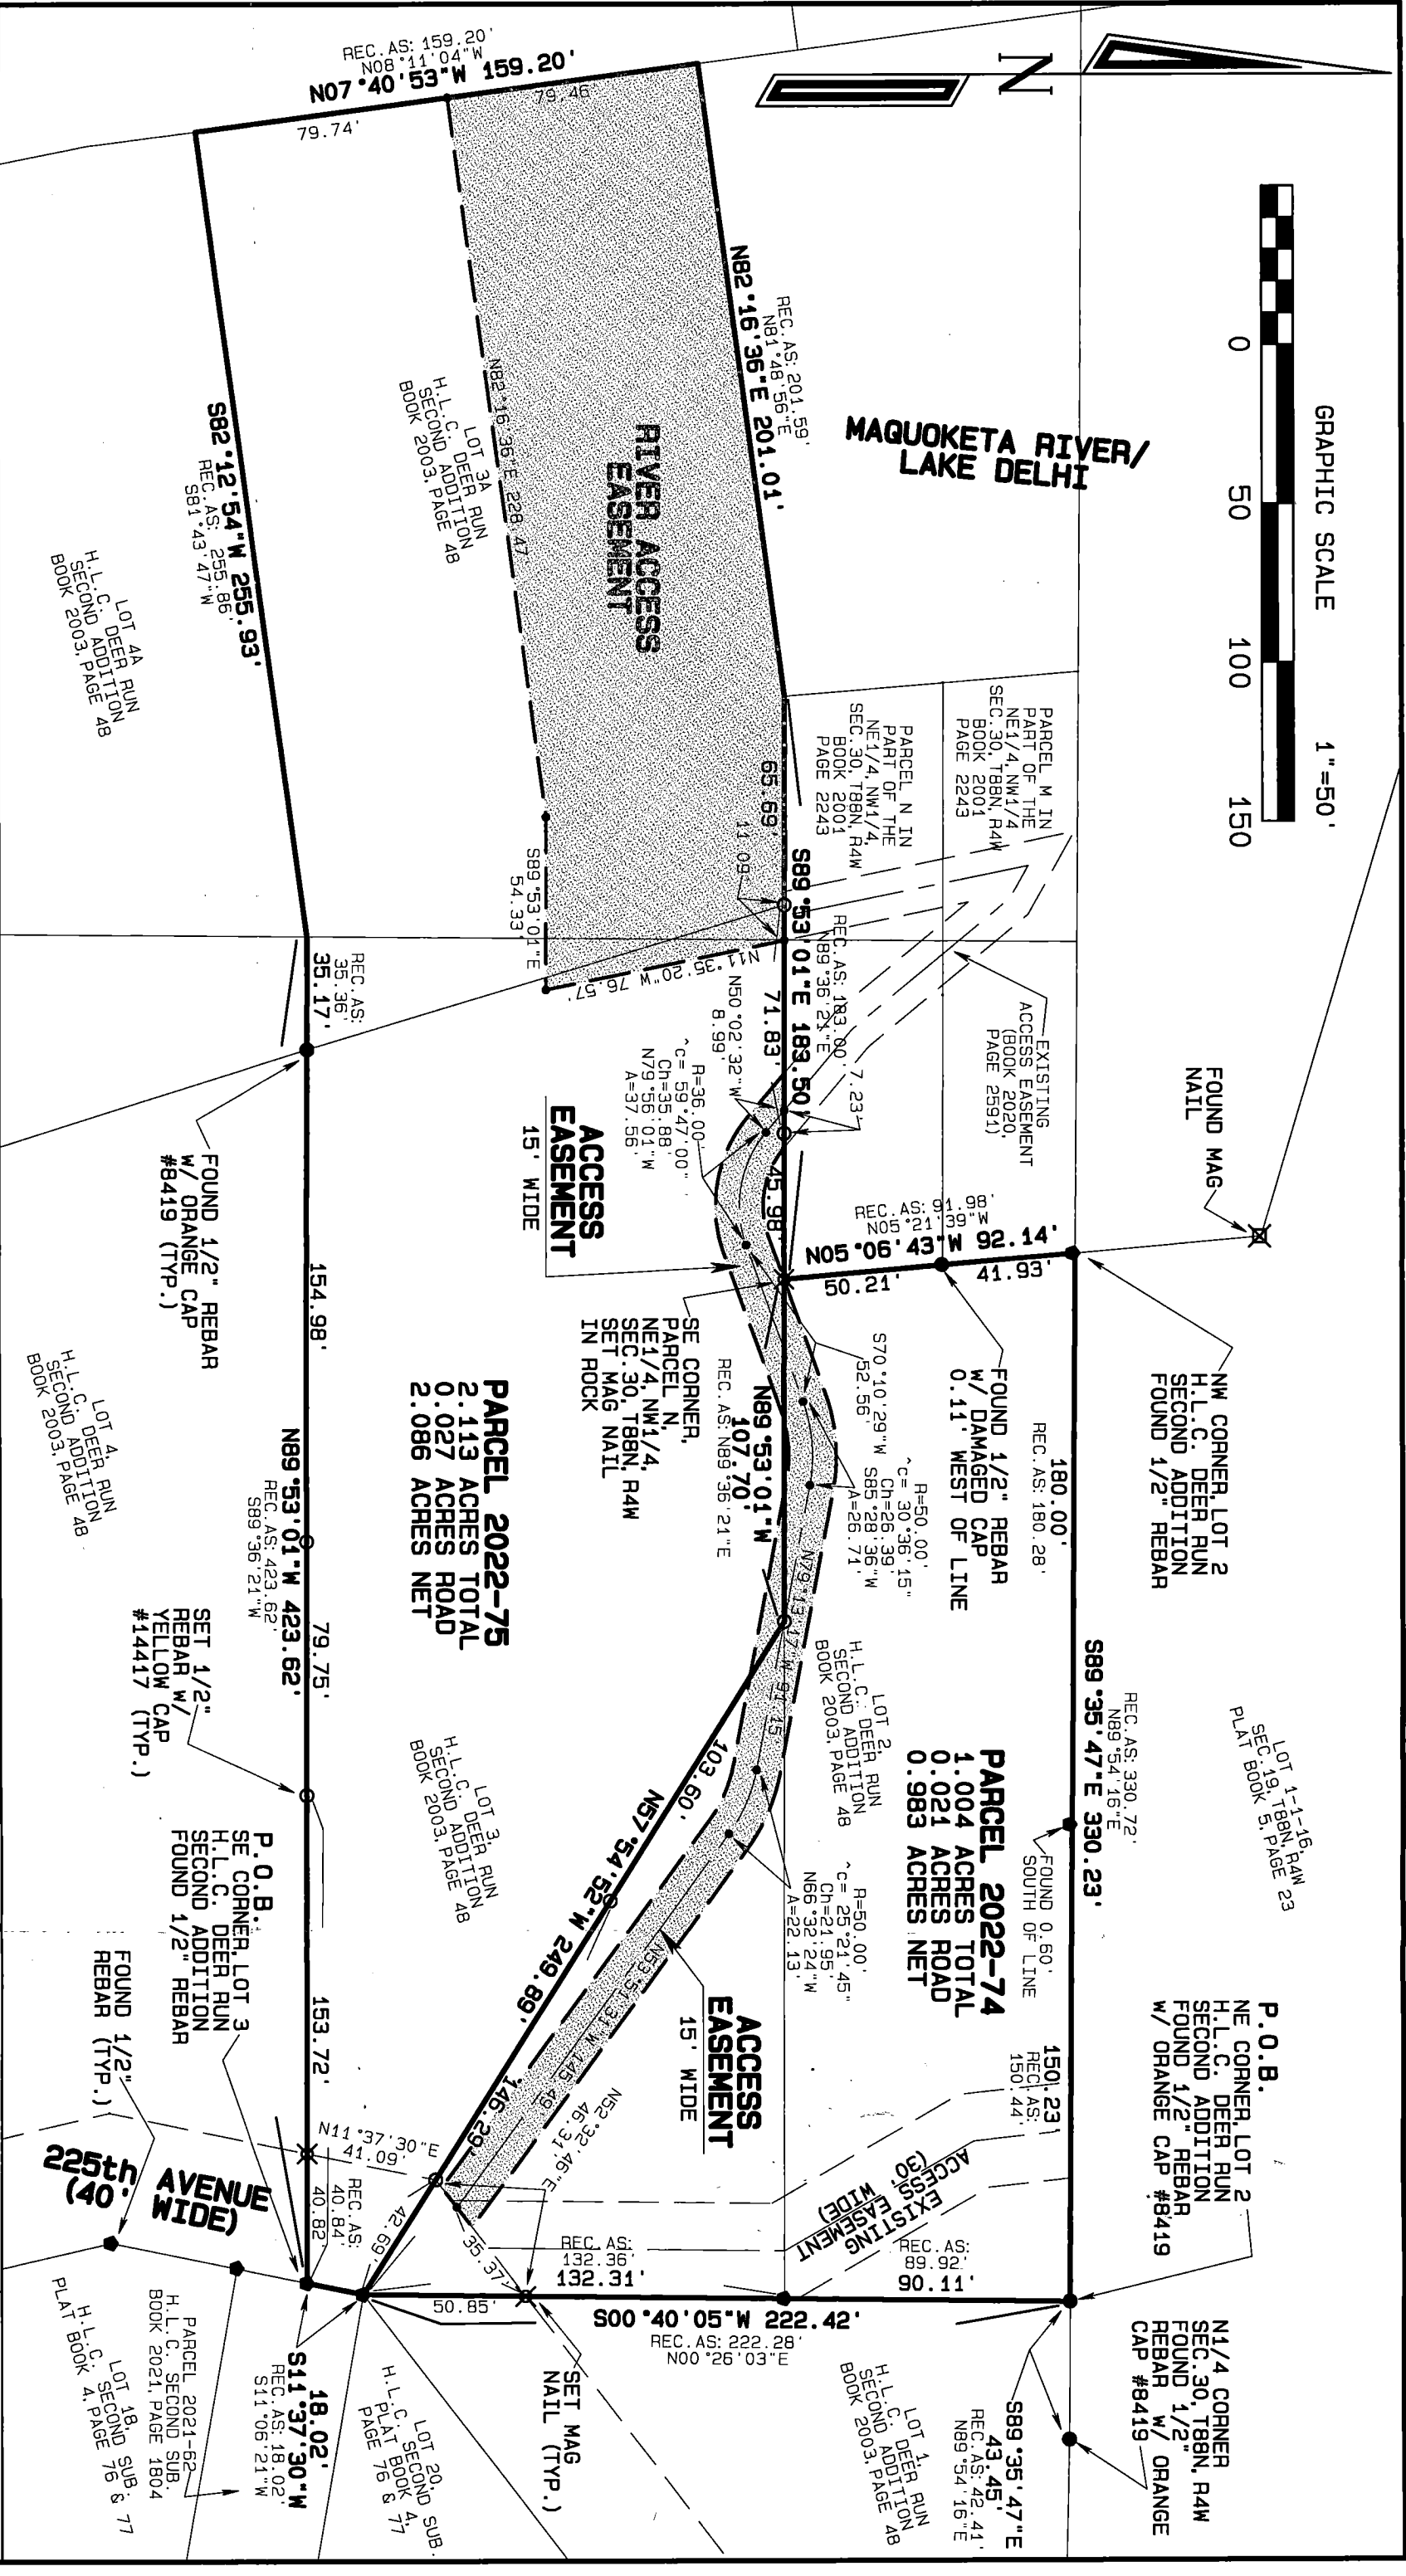 GRAPHIC SCALE 1"=50'
0 50 100 150
N
MAQUOKETA RIVER/
LAKE DELHI
REC. AS: 159.20'
N08°11'04"W
N07°40'53"W 159.20'
79.46'
79.74'
REC. AS: 201.59'
N81°48'56"E
N82°16'36"E 201.01'
RIVER ACCESS
EASEMENT
N82°16'36"E 228.47'
LOT 3A
H.L.C. DEER RUN
SECOND ADDITION
BOOK 2003, PAGE 48
S82°12'54"W 255.93'
REC. AS: 255.86'
S81°43'47"W
LOT 4A
H.L.C. DEER RUN
SECOND ADDITION
BOOK 2003, PAGE 48
PARCEL M IN
PART OF THE
NE1/4, NW1/4
SEC. 30, T88N, R4W
BOOK 2001
PAGE 2243
PARCEL N IN
PART OF THE
NE1/4, NW1/4,
SEC. 30, T88N, R4W
BOOK 2001
PAGE 2243
65.69'
11.09'
S89°53'01"E
54.33'
N11°35'20"W 76.57'
S89°53'01"E 183.50'
REC. AS: 183.00'
N89°36'21"E
71.83'
7.23'
45.98'
EXISTING
ACCESS EASEMENT
(BOOK 2020,
PAGE 2591)
N50°02'32"W
8.99'
R=36.00'
^c= 59°47'00"
Ch=35.88'
N79°56'01"W
A=37.56'
ACCESS
EASEMENT
15' WIDE
FOUND MAG
NAIL
REC. AS: 91.98'
N05°21'39"W
N05°06'43"W 92.14'
50.21'
41.93'
NW CORNER, LOT 2
H.L.C. DEER RUN
SECOND ADDITION
FOUND 1/2" REBAR
FOUND 1/2" REBAR
W/ DAMAGED CAP
0.11' WEST OF LINE
SE CORNER,
PARCEL N,
NE1/4, NW1/4,
SEC. 30, T88N, R4W
SET MAG NAIL
IN ROCK
S70°10'29"W
52.56'
R=50.00'
^c= 30°36'15"
Ch=26.39'
S85°28'36"W
A=26.71'
N89°53'01"W
107.70'
REC. AS: N89°36'21"E
N79°13'17"W 91.15'
180.00'
REC. AS: 180.28'
S89°35'47"E 330.23'
REC. AS: 330.72'
N89°54'16"E
LOT 1-1-16,
SEC. 19, T88N, R4W
PLAT BOOK 5, PAGE 23
FOUND 0.60'
SOUTH OF LINE
150.23'
REC. AS:
150.44'
P.O.B.
NE CORNER, LOT 2
H.L.C. DEER RUN
SECOND ADDITION
FOUND 1/2" REBAR
W/ ORANGE CAP #8419
N1/4 CORNER
SEC. 30, T88N, R4W
FOUND 1/2"
REBAR W/ ORANGE
CAP #8419
S89°35'47"E
43.45'
REC. AS: 42.41'
N89°54'16"E
LOT 2,
H.L.C. DEER RUN
SECOND ADDITION
BOOK 2003, PAGE 48
PARCEL 2022-74
1.004 ACRES TOTAL
0.021 ACRES ROAD
0.983 ACRES NET
R=50.00'
^c= 25°21'45"
Ch=21.95'
N66°32'24"W
A=22.13'
ACCESS
EASEMENT
15' WIDE
EXISTING
ACCESS EASEMENT
(30' WIDE)
REC. AS:
89.92'
90.11'
REC. AS:
132.36'
132.31'
S00°40'05"W 222.42'
REC. AS: 222.28'
N00°26'03"E
50.85'
LOT 1,
H.L.C. DEER RUN
SECOND ADDITION
BOOK 2003, PAGE 48
103.60'
N57°54'52"W 249.89'
146.29'
N53°51'31"W 145.49'
N52°32'46"E
46.31'
35.37'
42.69'
SET MAG
NAIL (TYP.)
LOT 20,
H.L.C. SECOND SUB.
PLAT BOOK 4,
PAGE 76 & 77
PARCEL 2022-75
2.113 ACRES TOTAL
0.027 ACRES ROAD
2.086 ACRES NET
LOT 3,
H.L.C. DEER RUN
SECOND ADDITION
BOOK 2003, PAGE 48
REC. AS:
35.36'
35.17'
FOUND 1/2" REBAR
W/ ORANGE CAP
#8419 (TYP.)
154.98'
N89°53'01"W 423.62'
REC. AS: 423.62'
S89°36'21"W
79.75'
153.72'
SET 1/2"
REBAR W/
YELLOW CAP
#14417 (TYP.)
LOT 4,
H.L.C. DEER RUN
SECOND ADDITION
BOOK 2003, PAGE 48
P.O.B.
SE CORNER, LOT 3
H.L.C. DEER RUN
SECOND ADDITION
FOUND 1/2" REBAR
FOUND 1/2"
REBAR (TYP.)
N11°37'30"E
41.09'
REC. AS:
40.84'
40.82'
225th AVENUE
(40' WIDE)
18.02'
S11°37'30"W
REC. AS: 18.02'
S11°06'21"W
PARCEL 2021-62
H.L.C. SECOND SUB.
BOOK 2021, PAGE 1804
LOT 18,
H.L.C. SECOND SUB.
PLAT BOOK 4, PAGE 76 & 77